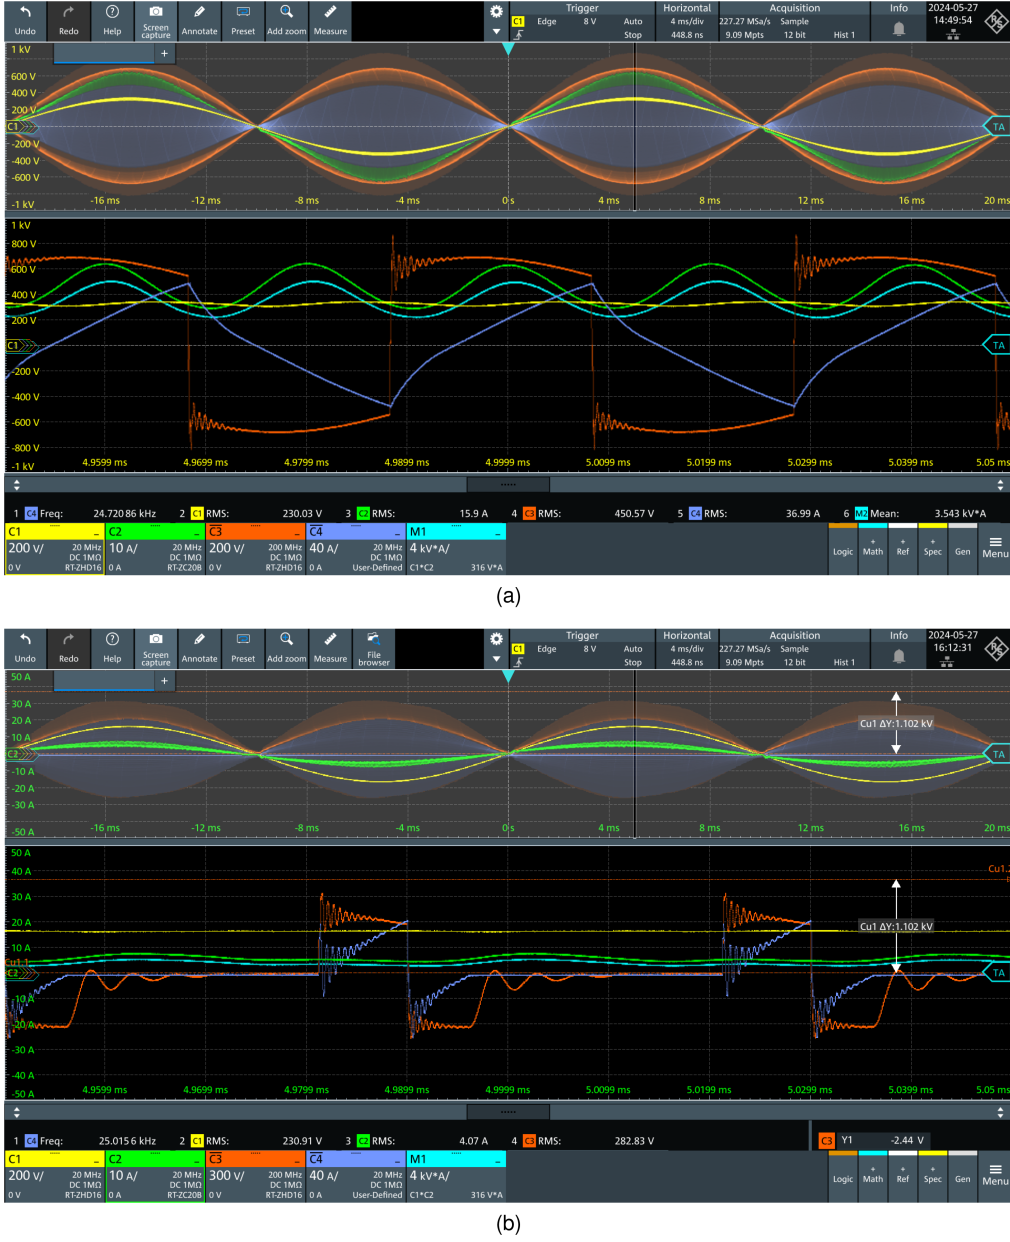 Undo Redo Help Screen capture Annotate Preset Add zoom Measure
Trigger Horizontal Acquisition Info 2024-05-27
C1 Edge 8 V Auto 4 ms/div 227.27 MSa/s Sample 14:49:54
Stop 448.8 ns 9.09 Mpts 12 bit Hist 1
1 kV
600 V
400 V
200 V
C1 TA
-200 V
-400 V
-600 V
-1 kV -16 ms -12 ms -8 ms -4 ms 0 s 4 ms 8 ms 12 ms 16 ms 20 ms
1 kV
800 V
600 V
400 V
200 V
C1 TA
-200 V
-400 V
-600 V
-800 V
-1 kV 4.9599 ms 4.9699 ms 4.9799 ms 4.9899 ms 4.9999 ms 5.0099 ms 5.0199 ms 5.0299 ms 5.0399 ms 5.05 ms
1 C4 Freq: 24.720 86 kHz 2 C1 RMS: 230.03 V 3 C2 RMS: 15.9 A 4 C3 RMS: 450.57 V 5 C4 RMS: 36.99 A 6 M2 Mean: 3.543 kV*A
C1 C2 C3 C4 M1
200 V/ 20 MHz 10 A/ 20 MHz 200 V/ 200 MHz 40 A/ 20 MHz 4 kV*A/
DC 1MΩ DC 1MΩ DC 1MΩ DC 1MΩ
0 V RT-ZHD16 0 A RT-ZC20B 0 V RT-ZHD16 0 A User-Defined C1*C2 316 V*A
Logic + Math + Ref + Spec Gen Menu
(a)
Undo Redo Help Screen capture Annotate Preset Add zoom Measure File browser
Trigger Horizontal Acquisition Info 2024-05-27
C1 Edge 8 V Auto 4 ms/div 227.27 MSa/s Sample 16:12:31
Stop 448.8 ns 9.09 Mpts 12 bit Hist 1
50 A
30 A
20 A
10 A
Cu1 ΔY:1.102 kV
C2 TA
-10 A
-20 A
-30 A
-50 A -16 ms -12 ms -8 ms -4 ms 0 s 4 ms 8 ms 12 ms 16 ms 20 ms
50 A
40 A
Cu1.2
30 A
20 A
Cu1 ΔY:1.102 kV
10 A
Cu1.1
C2 TA
-10 A
-20 A
-30 A
-40 A
-50 A 4.9599 ms 4.9699 ms 4.9799 ms 4.9899 ms 4.9999 ms 5.0099 ms 5.0199 ms 5.0299 ms 5.0399 ms 5.05 ms
1 C4 Freq: 25.015 6 kHz 2 C1 RMS: 230.91 V 3 C2 RMS: 4.07 A 4 C3 RMS: 282.83 V C3 Y1 -2.44 V
C1 C2 C3 C4 M1
200 V/ 20 MHz 10 A/ 20 MHz 300 V/ 200 MHz 40 A/ 20 MHz 4 kV*A/
DC 1MΩ DC 1MΩ DC 1MΩ DC 1MΩ
0 V RT-ZHD16 0 A RT-ZC20B 0 V RT-ZHD16 0 A User-Defined C1*C2 316 V*A
Logic + Math + Ref + Spec Gen Menu
(b)